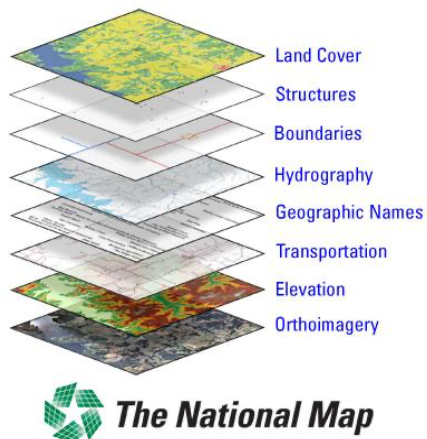 Land Cover
Structures
Boundaries
Hydrography
Geographic Names
Transportation
Elevation
Orthoimagery
The National Map